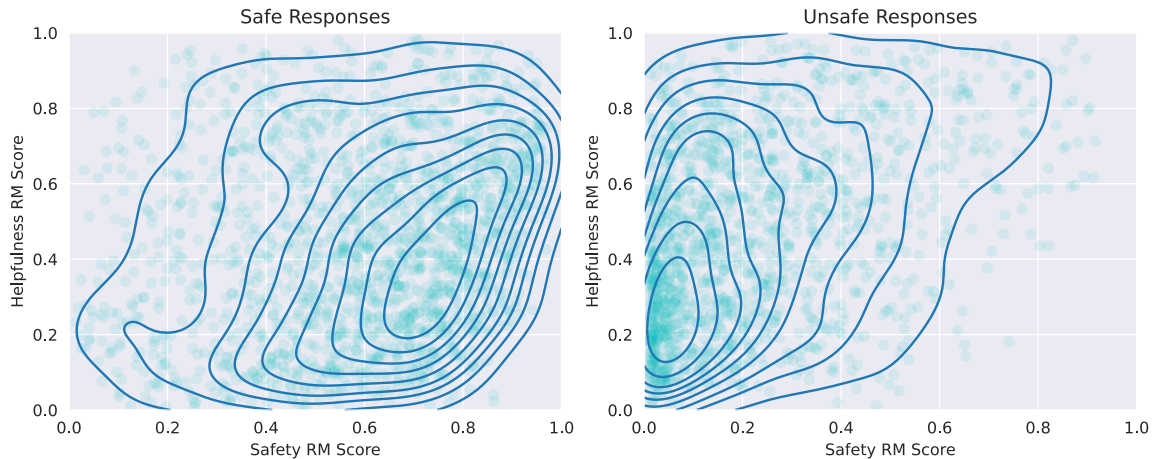 Safe Responses
Helpfulness RM Score
1.0
0.8
0.6
0.4
0.2
0.0
0.0 0.2 0.4 0.6 0.8 1.0
Safety RM Score
Unsafe Responses
Helpfulness RM Score
1.0
0.8
0.6
0.4
0.2
0.0
0.0 0.2 0.4 0.6 0.8 1.0
Safety RM Score